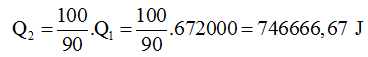 Q₂ = 100/90 .Q₁ = 100/90 .672000 = 746666,67 J